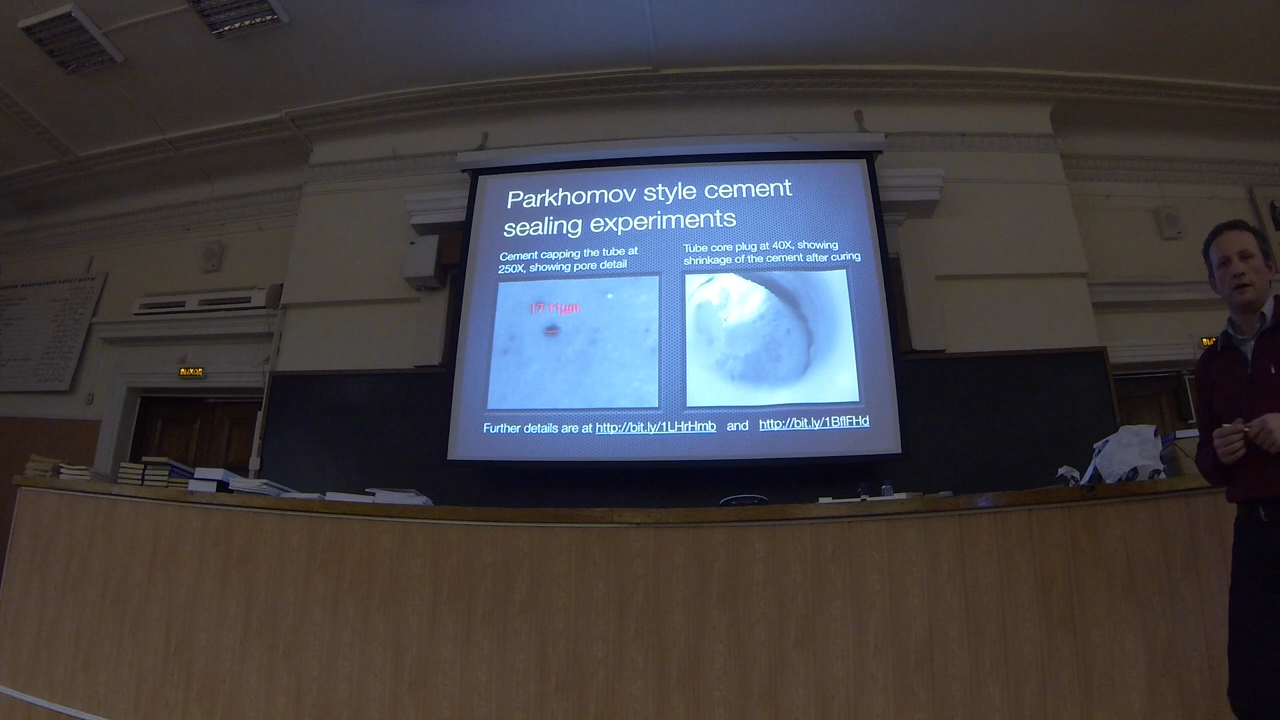 Parkhomov style cement
sealing experiments
Cement capping the tube at
250X, showing pore detail
Tube core plug at 40X, showing
shrinkage of the cement after curing
17.11µm
Further details are at http://bit.ly/1LHrHmb and http://bit.ly/1BflFHd
ВЫХОД